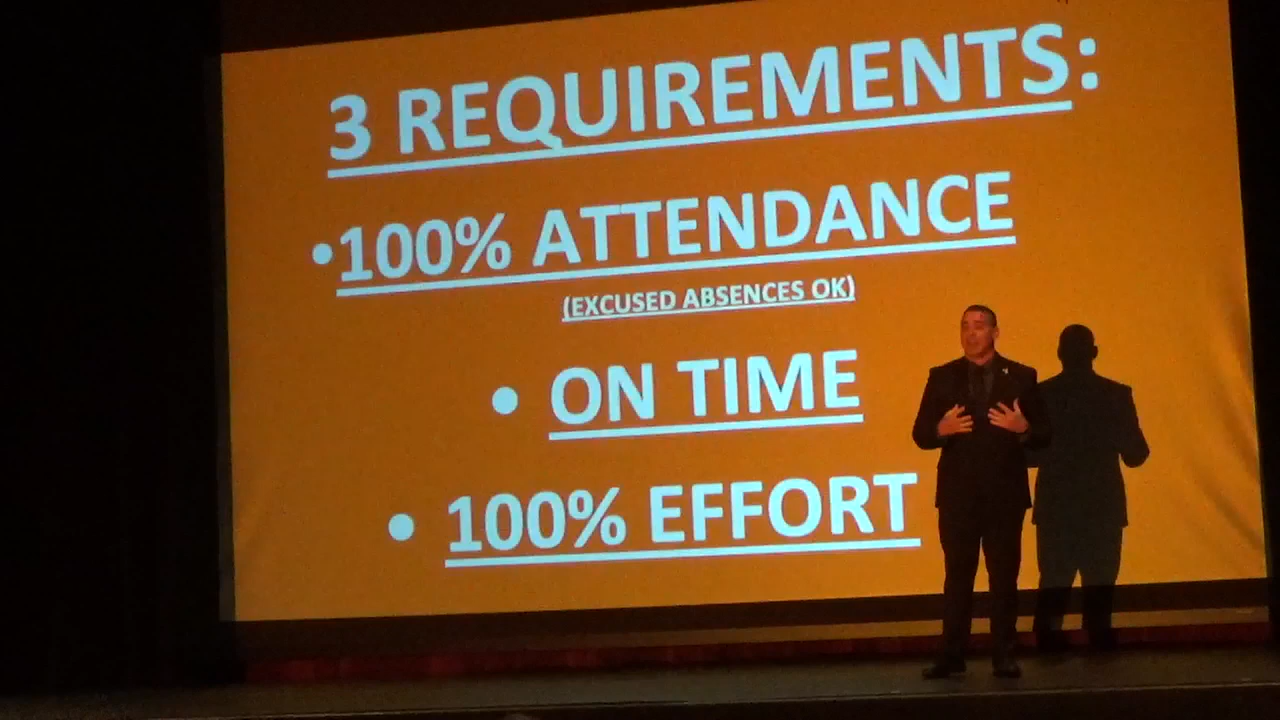 3 REQUIREMENTS:
•100% ATTENDANCE
(EXCUSED ABSENCES OK)
• ON TIME
• 100% EFFORT